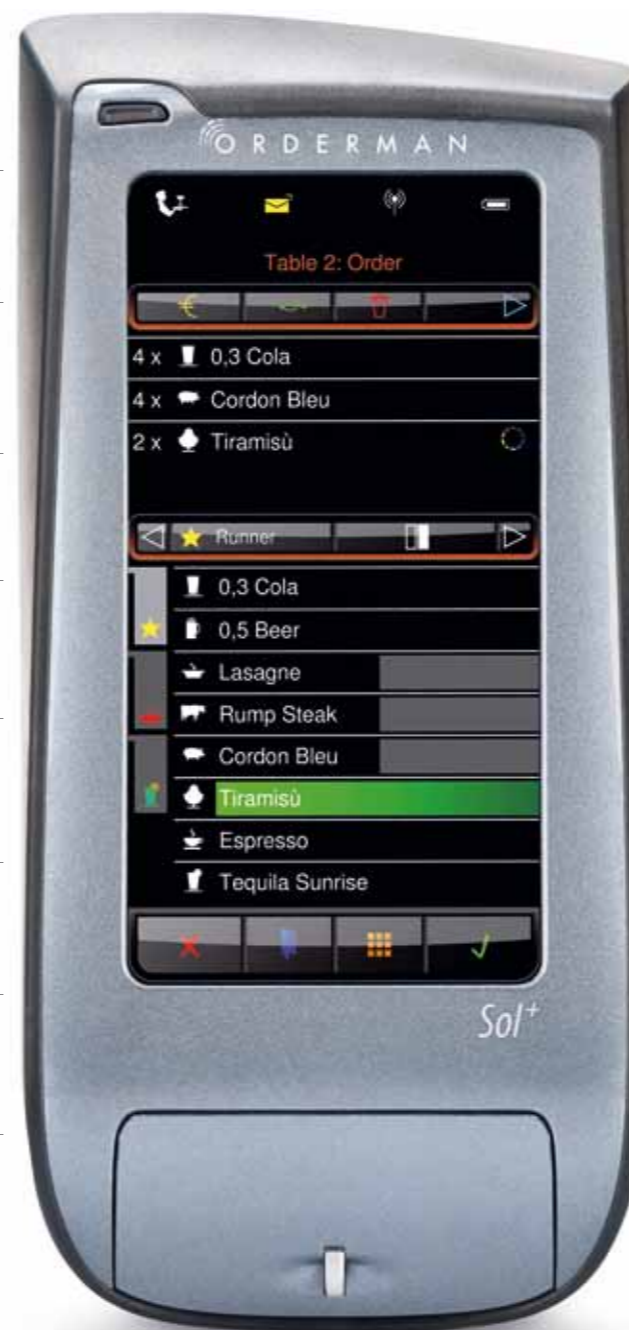 ORDERMAN
Table 2: Order
€
4 x 0,3 Cola
4 x Cordon Bleu
2 x Tiramisù
Runner
0,3 Cola
0,5 Beer
Lasagne
Rump Steak
Cordon Bleu
Tiramisù
Espresso
Tequila Sunrise
Sol+